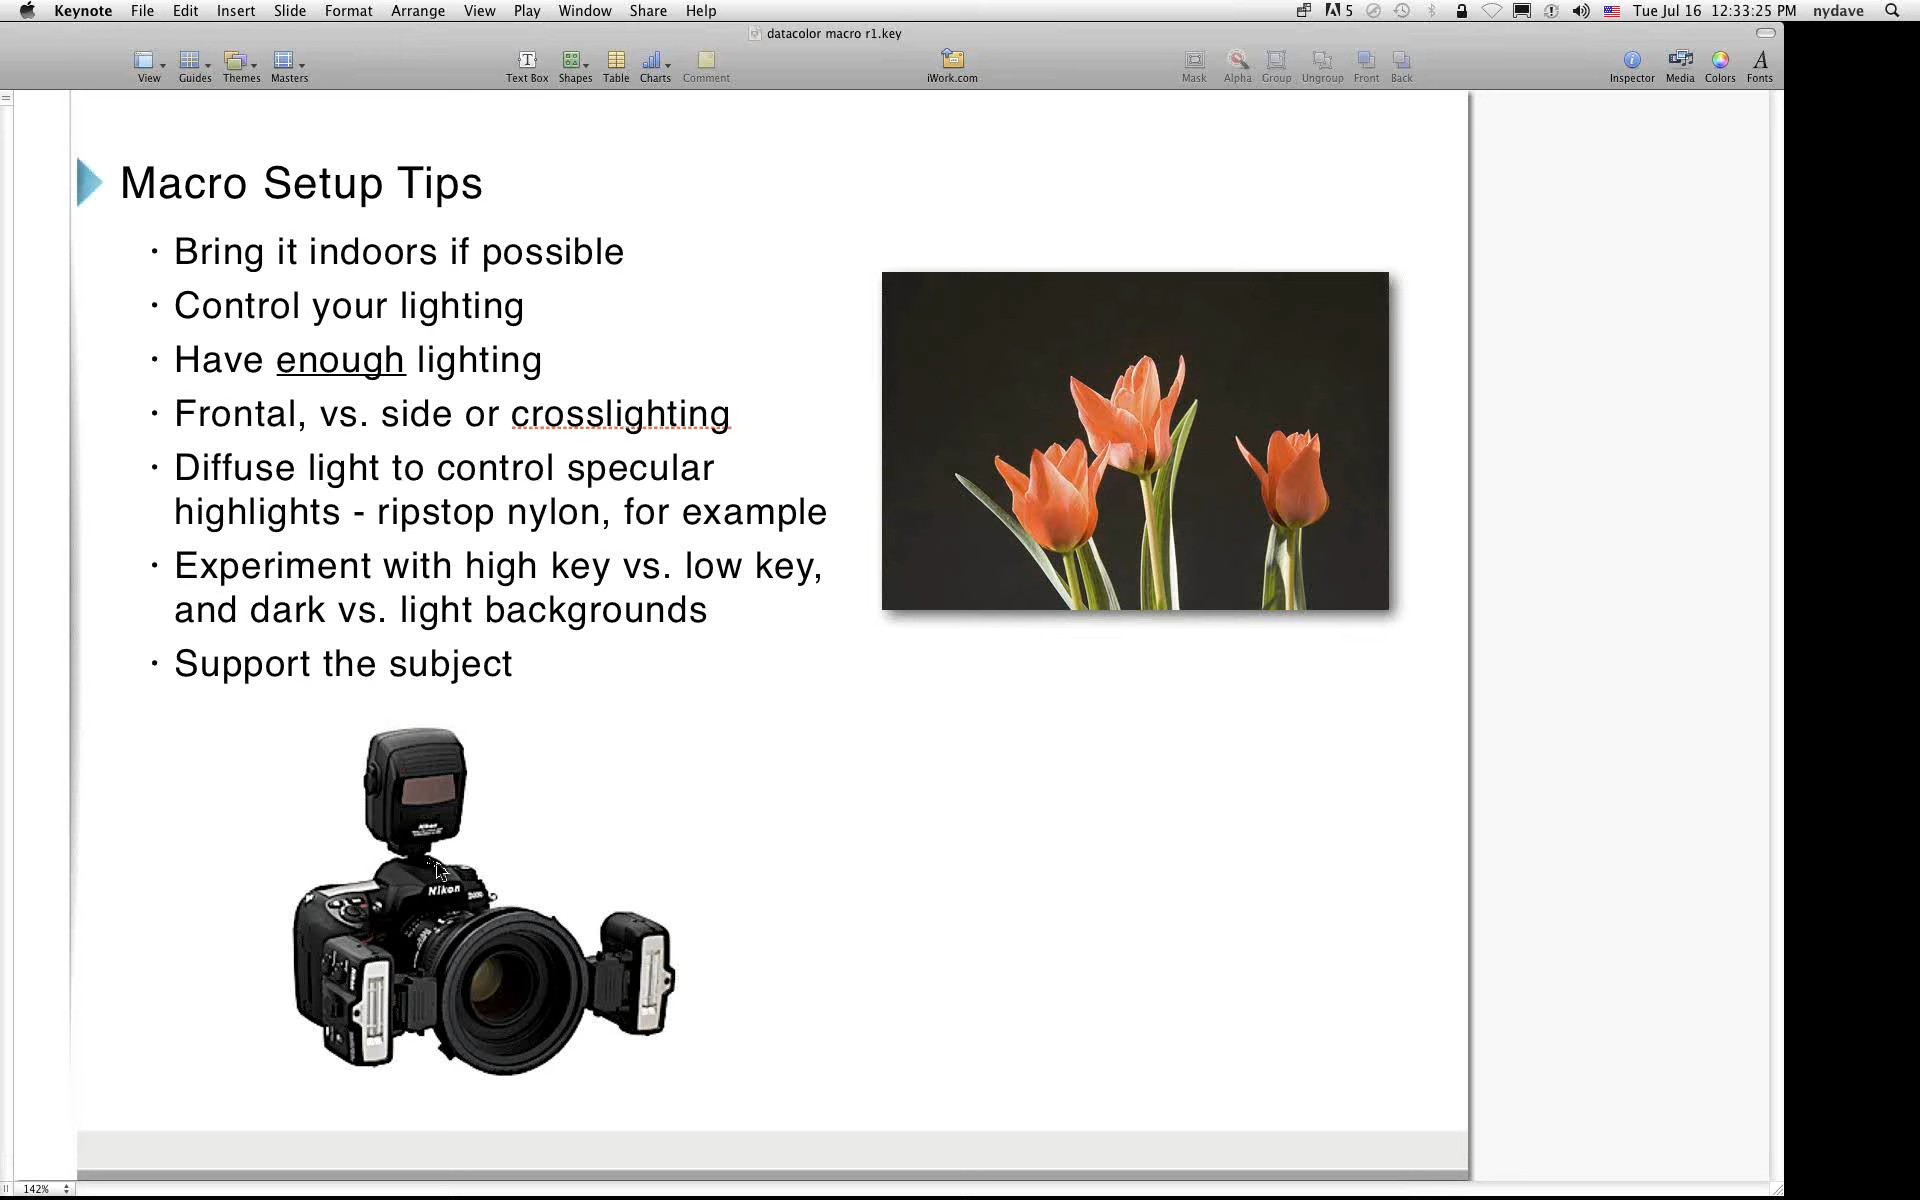 Keynote File Edit Insert Slide Format Arrange View Play Window Share Help 5 Tue Jul 16 12:33:25 PM nydave
datacolor macro r1.key
View Guides Themes Masters Text Box Shapes Table Charts Comment iWork.com Mask Alpha Group Ungroup Front Back Inspector Media Colors Fonts
Macro Setup Tips
· Bring it indoors if possible
· Control your lighting
· Have enough lighting
· Frontal, vs. side or crosslighting
· Diffuse light to control specular
highlights - ripstop nylon, for example
· Experiment with high key vs. low key,
and dark vs. light backgrounds
· Support the subject
Nikon
Nikon
142%